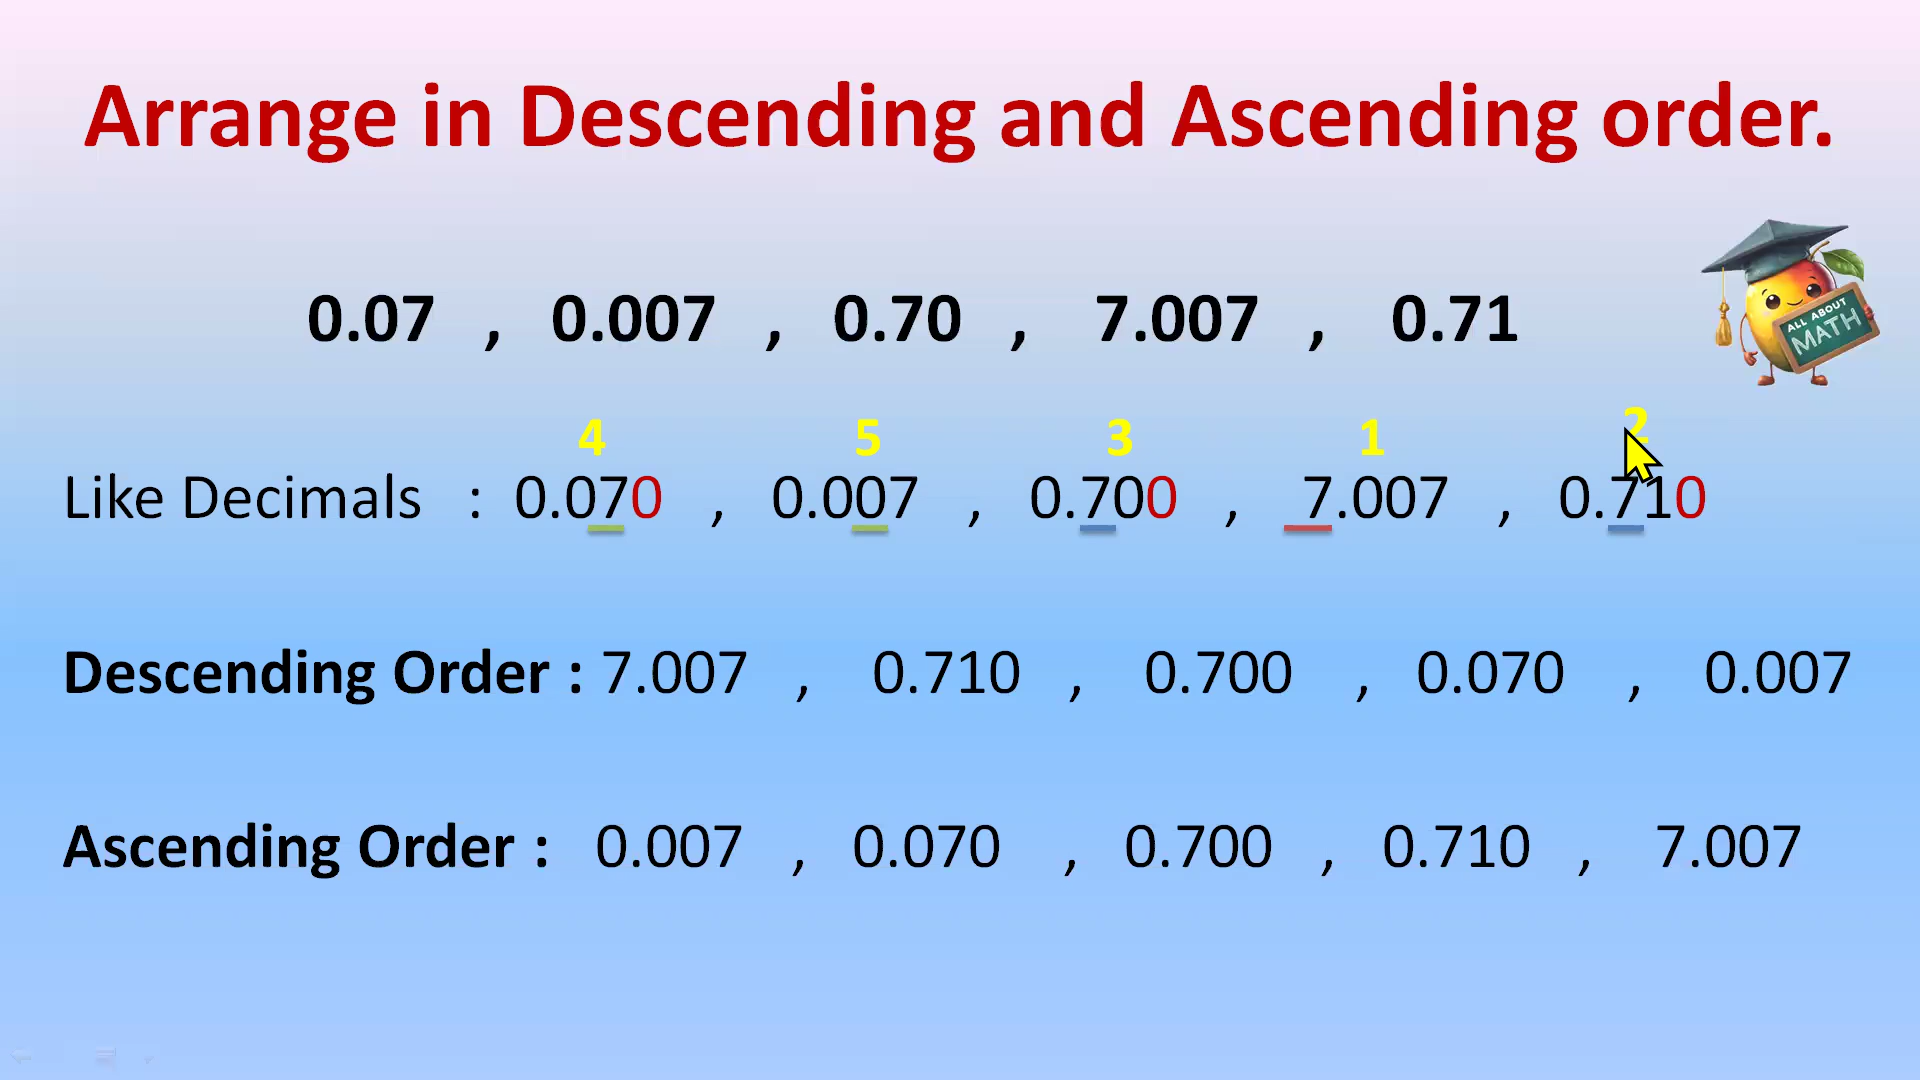 Arrange in Descending and Ascending order.
0.07 , 0.007 , 0.70 , 7.007 , 0.71
ALL ABOUT
MATH
4 5 3 1 2
Like Decimals : 0.070 , 0.007 , 0.700 , 7.007 , 0.710
Descending Order : 7.007 , 0.710 , 0.700 , 0.070 , 0.007
Ascending Order : 0.007 , 0.070 , 0.700 , 0.710 , 7.007